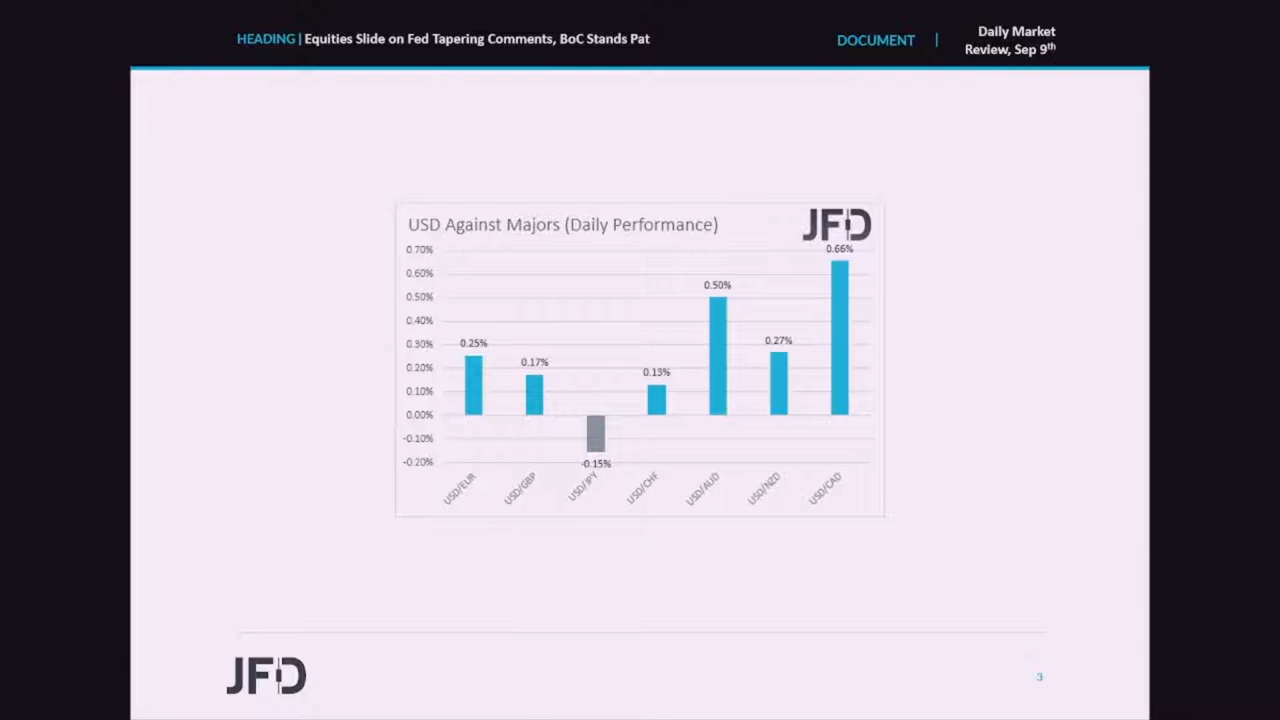 HEADING | Equities Slide on Fed Tapering Comments, BoC Stands Pat
DOCUMENT |
Daily Market
Review, Sep 9th
USD Against Majors (Daily Performance)
JFD
0.70%
0.60%
0.50%
0.40%
0.30%
0.20%
0.10%
0.00%
-0.10%
-0.20%
0.25%
0.17%
-0.15%
0.13%
0.50%
0.27%
0.66%
USD/EUR
USD/GBP
USD/JPY
USD/CHF
USD/AUD
USD/NZD
USD/CAD
JFD
3